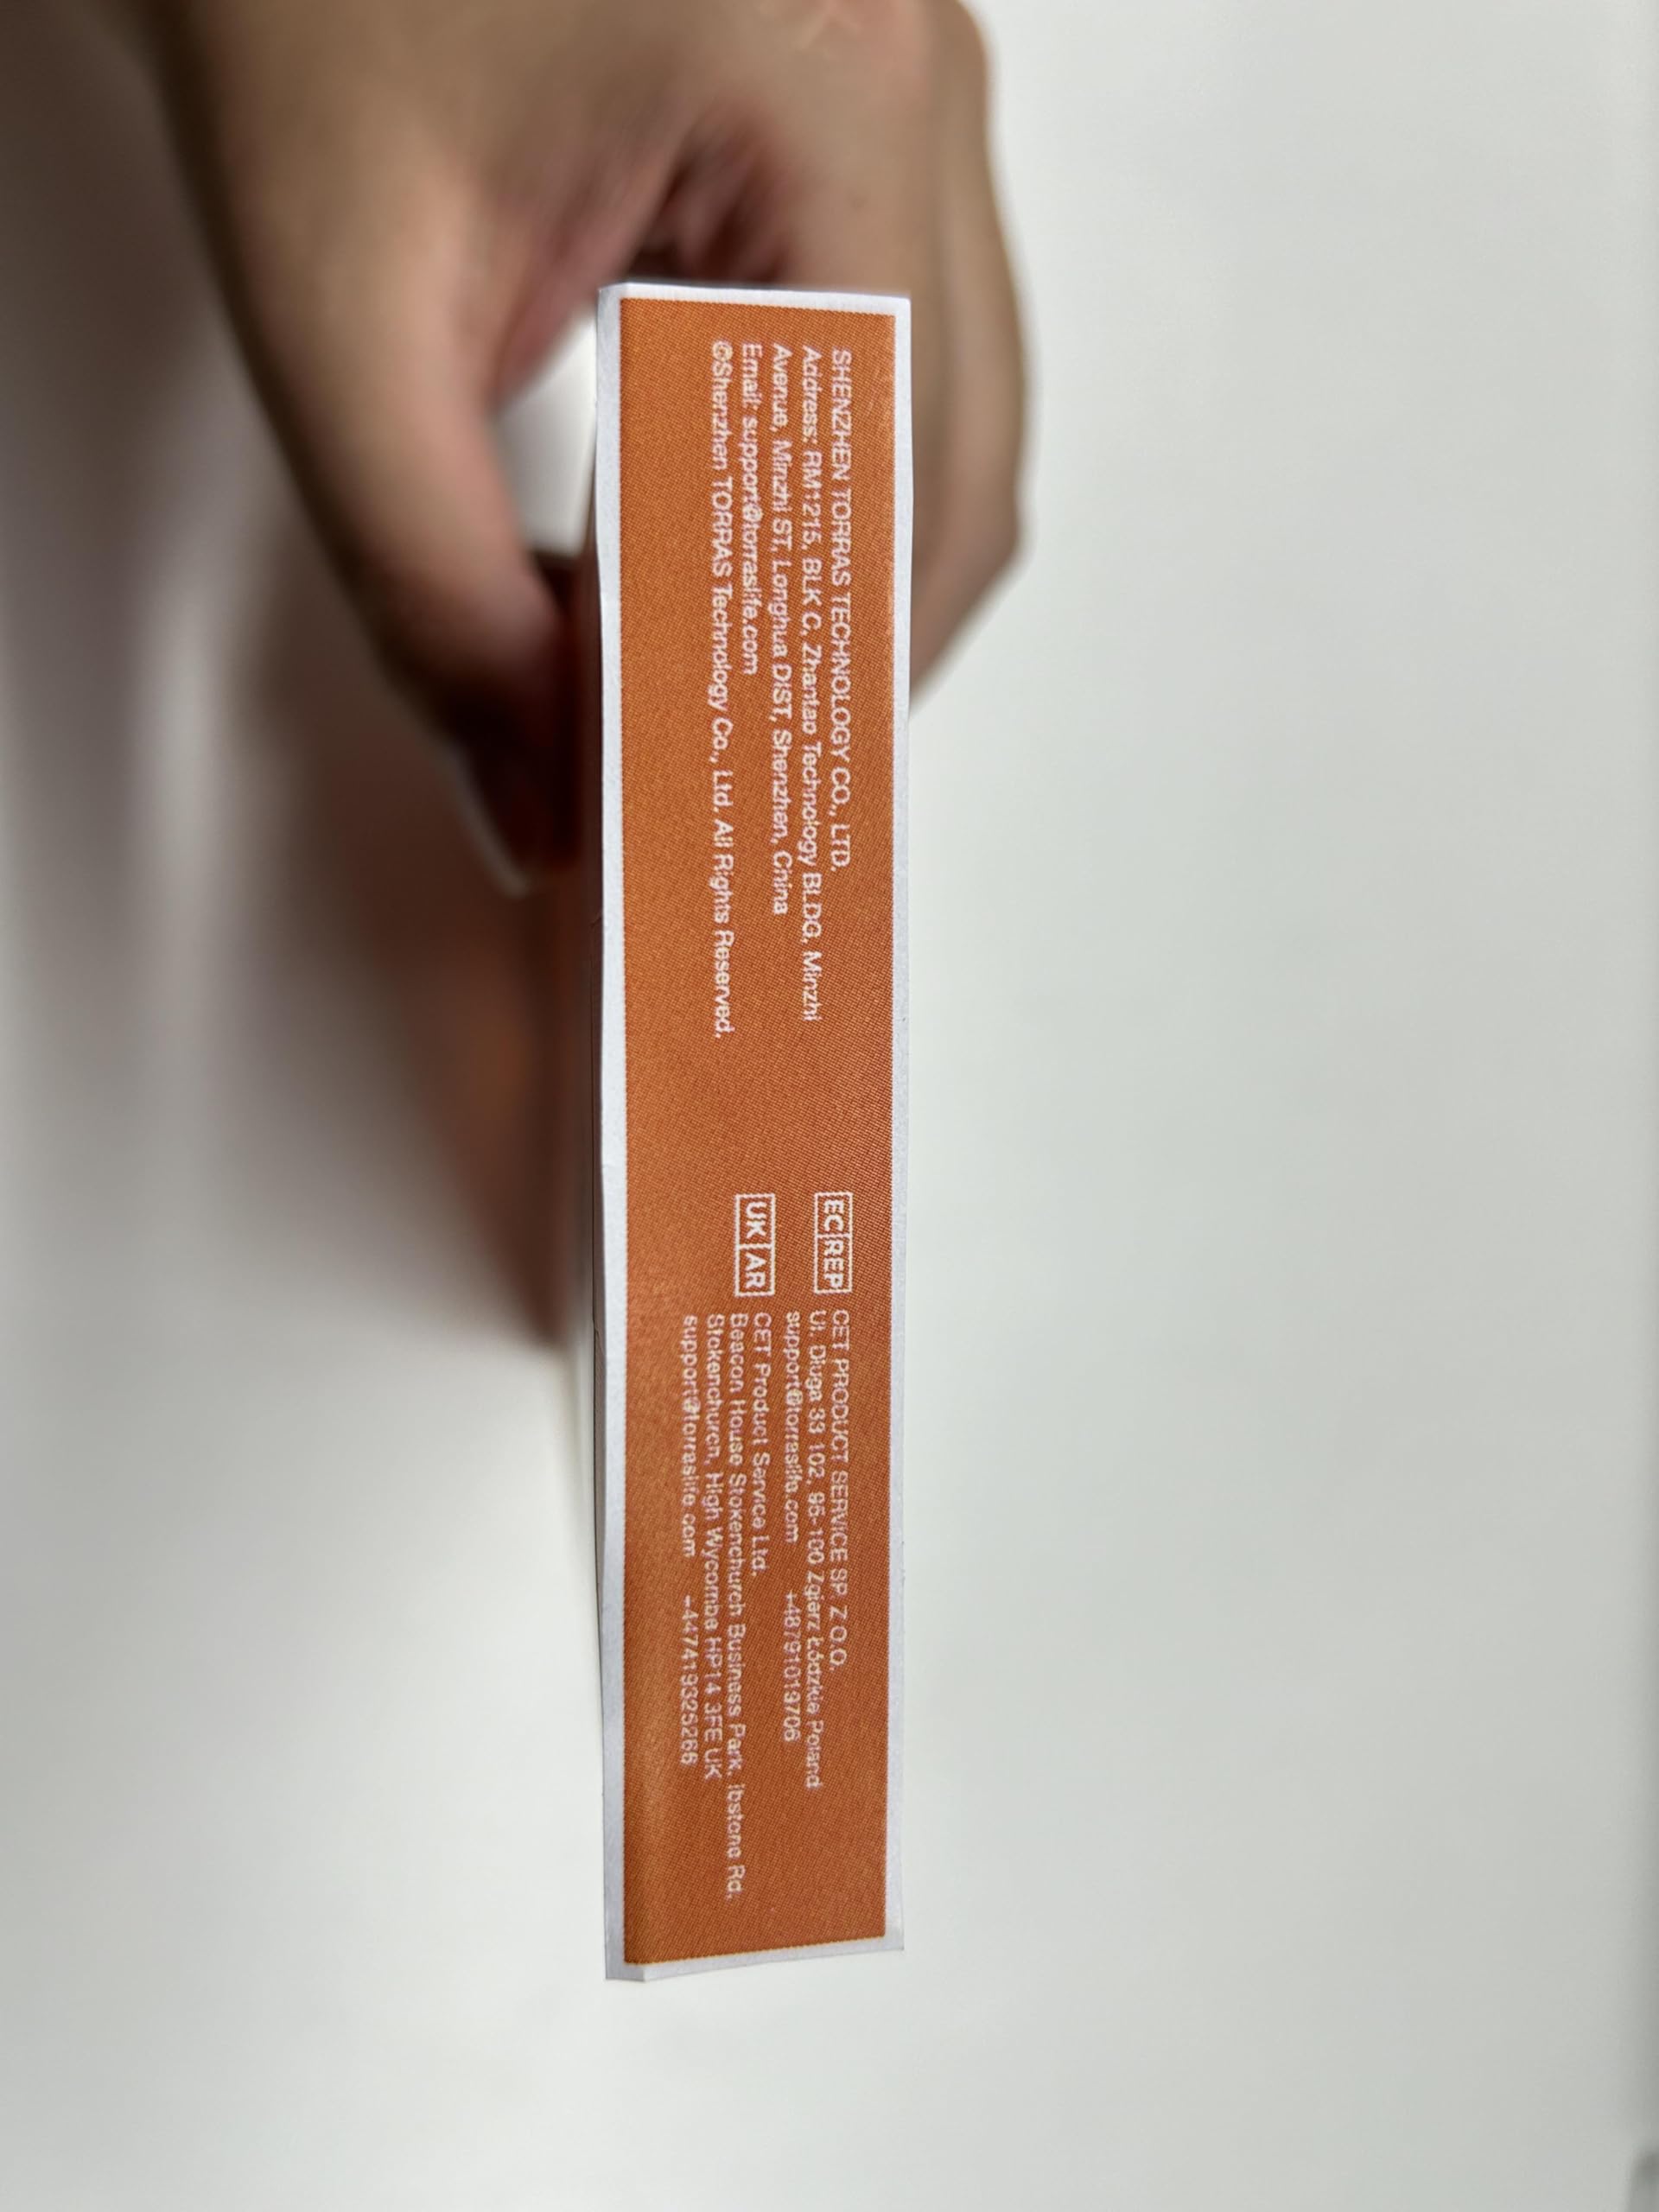 SHENZHEN TORRAS TECHNOLOGY CO., LTD.
Address: RM1215, BLK C, Zhantao Technology BLDG, Minzhi
Avenue, Minzhi ST, Longhua DIST, Shenzhen, China
Email: support@torraslife.com
©Shenzhen TORRAS Technology Co., Ltd. All Rights Reserved.
EC REP
CET PRODUCT SERVICE SP. Z O.O.
Ul. Dluga 33 102, 95-100 Zgierz Łódzkie Poland
support@torraslife.com +48791019706
UK AR
CET Product Service Ltd.
Beacon House Stokenchurch Business Park, Ibstone Rd,
Stokenchurch, High Wycombe HP14 3FE UK
support@torraslife.com